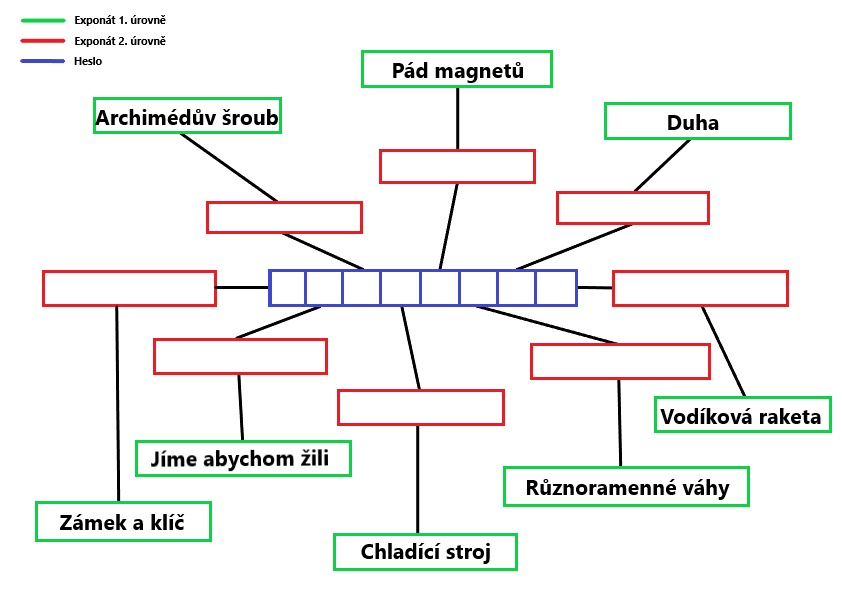 Exponát 1. úrovně
Exponát 2. úrovně
Heslo
Pád magnetů
Archimédův šroub
Duha
Vodíková raketa
Jíme abychom žili
Různoramenné váhy
Zámek a klíč
Chladící stroj